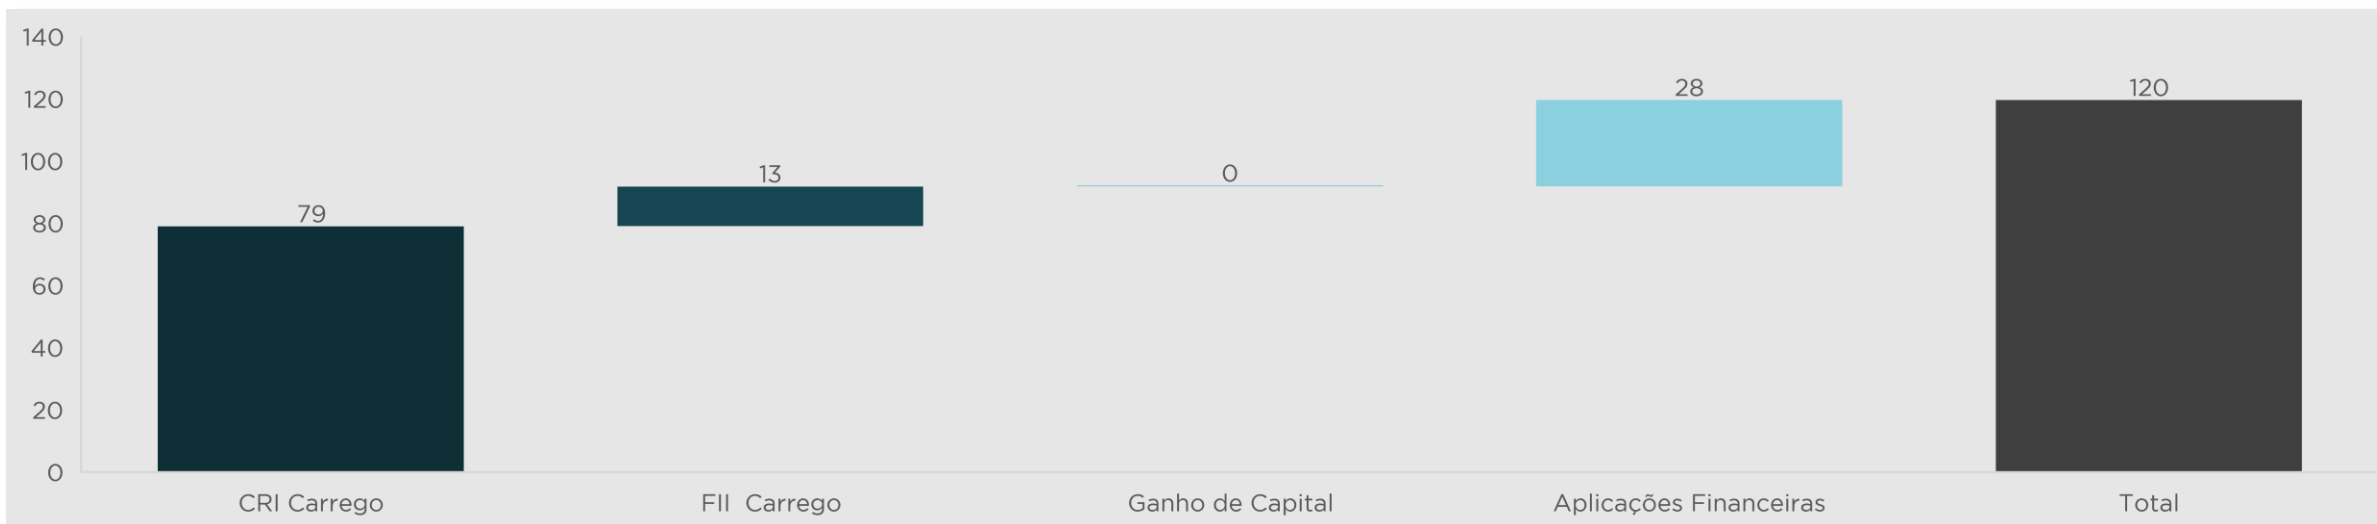 140
120
100
80
60
40
20
0
79
13
0
28
120
CRI Carrego
FII  Carrego
Ganho de Capital
Aplicações Financeiras
Total